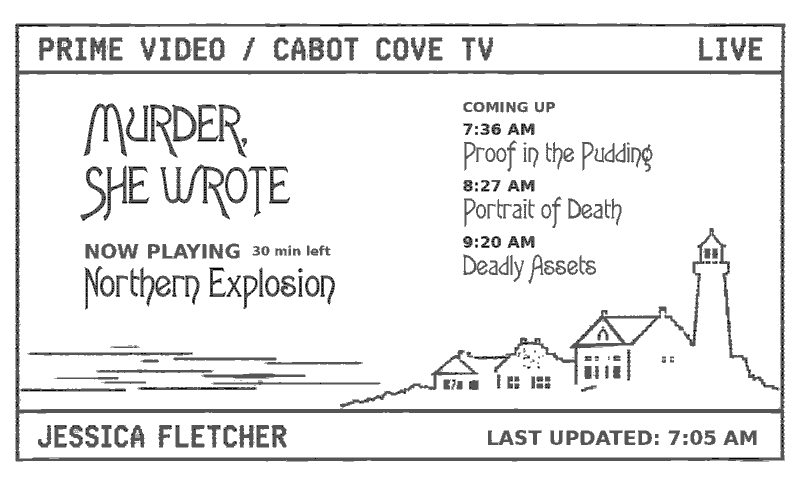 PRIME VIDEO / CABOT COVE TV
LIVE
MURDER,
SHE WROTE
NOW PLAYING 30 min left
Northern Explosion
COMING UP
7:36 AM
Proof in the Pudding
8:27 AM
Portrait of Death
9:20 AM
Deadly Assets
JESSICA FLETCHER
LAST UPDATED: 7:05 AM